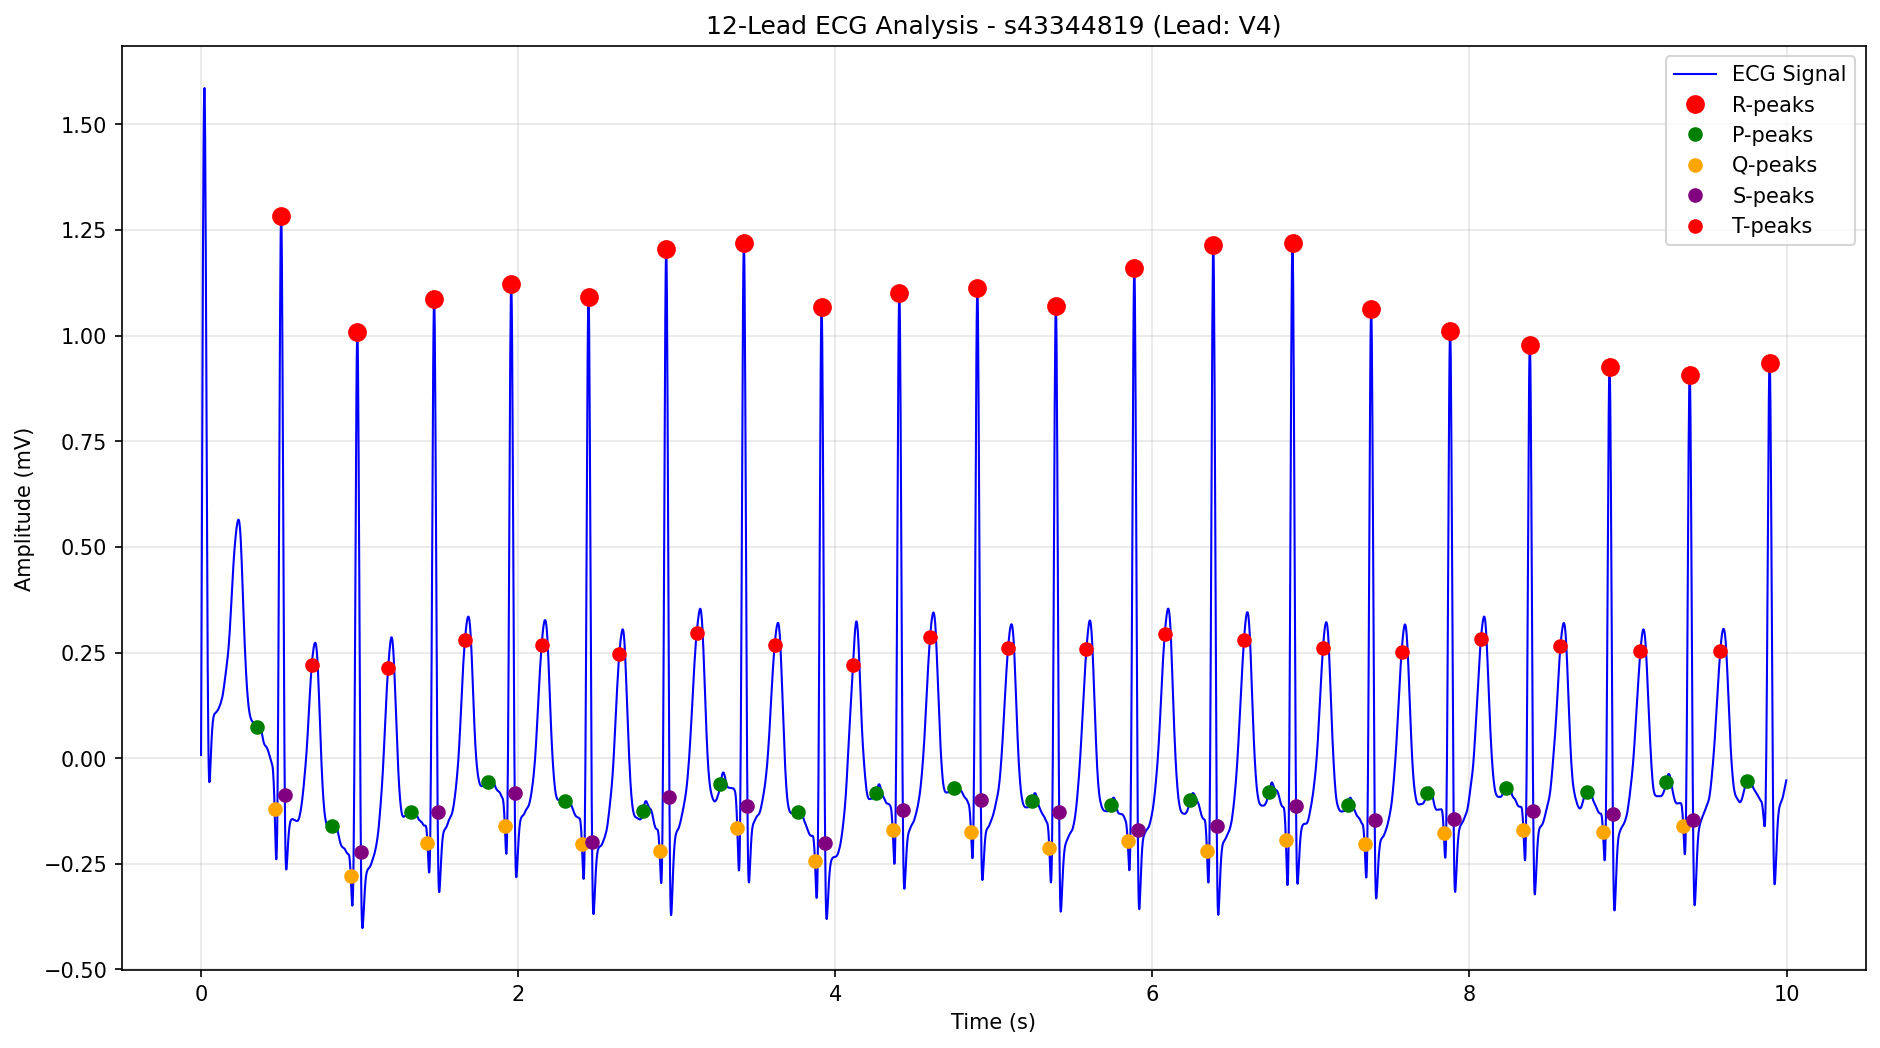 12-Lead ECG Analysis - s43344819 (Lead: V4)
ECG Signal
R-peaks
P-peaks
Q-peaks
S-peaks
T-peaks
Amplitude (mV)
1.50
1.25
1.00
0.75
0.50
0.25
0.00
−0.25
−0.50
0 2 4 6 8 10
Time (s)